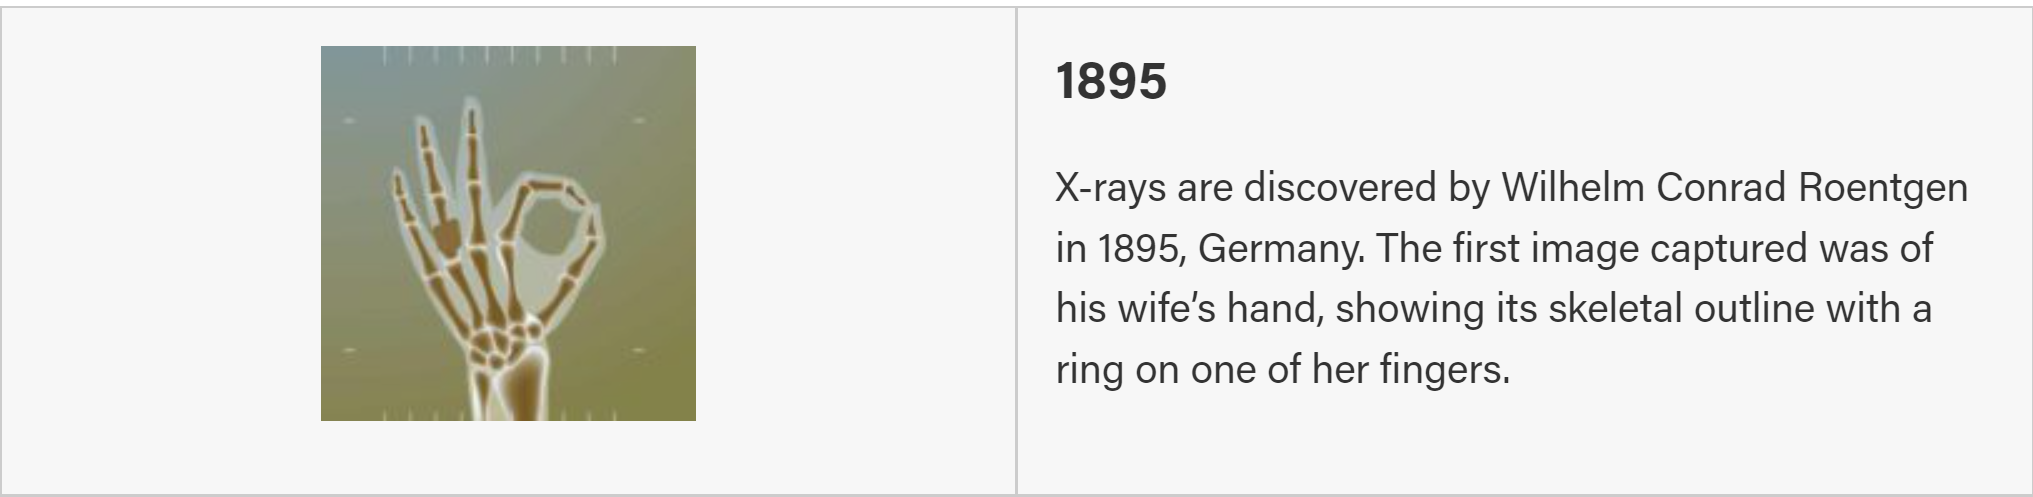 1895
X-rays are discovered by Wilhelm Conrad Roentgen
in 1895, Germany. The first image captured was of
his wife’s hand, showing its skeletal outline with a
ring on one of her fingers.